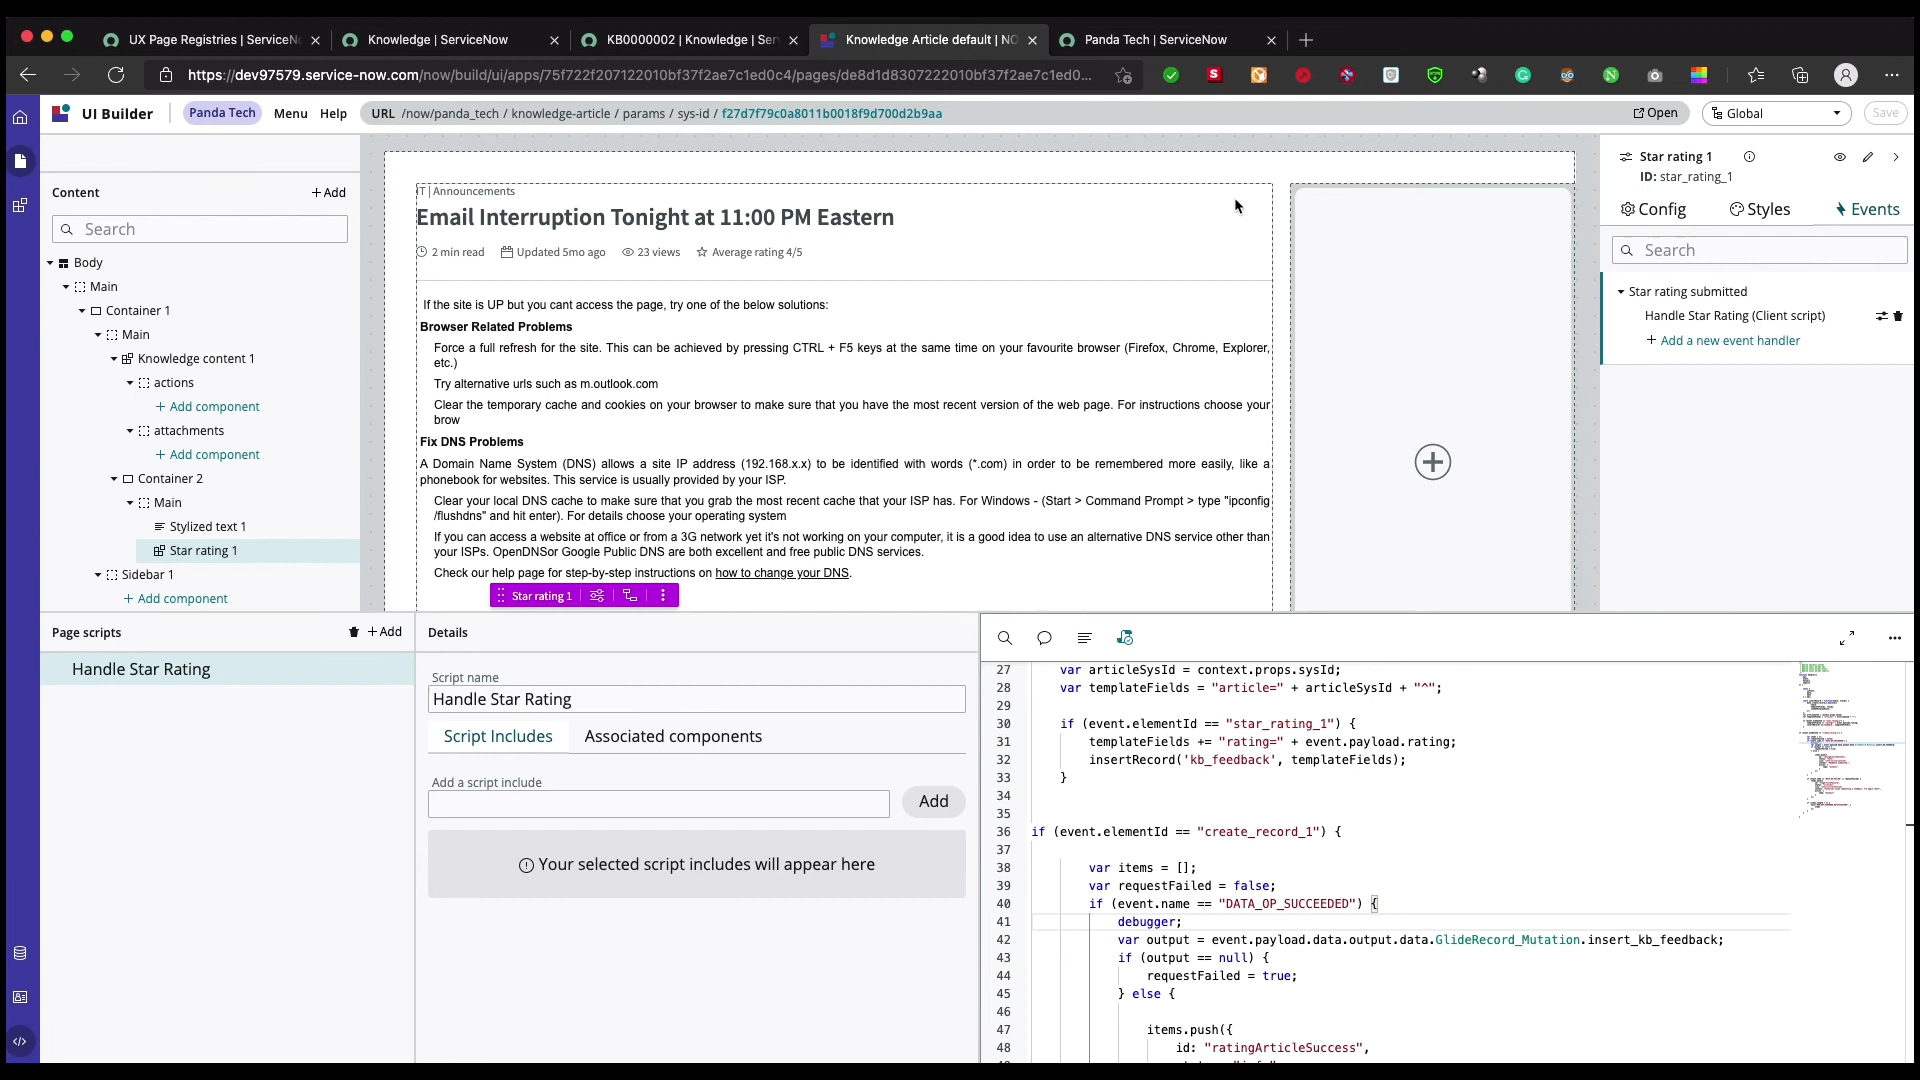 UX Page Registries | ServiceN
Knowledge | ServiceNow
KB0000002 | Knowledge | Ser
Knowledge Article default | NO
Panda Tech | ServiceNow
https://dev97579.service-now.com/now/build/ui/apps/75f722f207122010bf37f2ae7c1ed0c4/pages/de8d1d8307222010bf37f2ae7c1ed0...
UI Builder
Panda Tech
Menu
Help
URL /now/panda_tech / knowledge-article / params / sys-id / f27d7f79c0a8011b0018f9d700d2b9aa
Open
Global
Save
Content
+ Add
Search
Body
Main
Container 1
Main
Knowledge content 1
actions
+ Add component
attachments
+ Add component
Container 2
Main
Stylized text 1
Star rating 1
Sidebar 1
+ Add component
IT | Announcements
Email Interruption Tonight at 11:00 PM Eastern
2 min read
Updated 5mo ago
23 views
Average rating 4/5
If the site is UP but you cant access the page, try one of the below solutions:
Browser Related Problems
Force a full refresh for the site. This can be achieved by pressing CTRL + F5 keys at the same time on your favourite browser (Firefox, Chrome, Explorer,
etc.)
Try alternative urls such as m.outlook.com
Clear the temporary cache and cookies on your browser to make sure that you have the most recent version of the web page. For instructions choose your
brow
Fix DNS Problems
A Domain Name System (DNS) allows a site IP address (192.168.x.x) to be identified with words (*.com) in order to be remembered more easily, like a
phonebook for websites. This service is usually provided by your ISP.
Clear your local DNS cache to make sure that you grab the most recent cache that your ISP has. For Windows - (Start > Command Prompt > type "ipconfig
/flushdns" and hit enter). For details choose your operating system
If you can access a website at office or from a 3G network yet it's not working on your computer, it is a good idea to use an alternative DNS service other than
your ISPs. OpenDNSor Google Public DNS are both excellent and free public DNS services.
Check our help page for step-by-step instructions on how to change your DNS.
Star rating 1
Star rating 1
ID: star_rating_1
Config
Styles
Events
Search
Star rating submitted
Handle Star Rating (Client script)
+ Add a new event handler
Page scripts
+ Add
Handle Star Rating
Details
Script name
Handle Star Rating
Script Includes
Associated components
Add a script include
Add
Your selected script includes will appear here
27 var articleSysId = context.props.sysId;
28 var templateFields = "article=" + articleSysId + "^";
29
30 if (event.elementId == "star_rating_1") {
31 templateFields += "rating=" + event.payload.rating;
32 insertRecord('kb_feedback', templateFields);
33 }
34
35
36 if (event.elementId == "create_record_1") {
37
38 var items = [];
39 var requestFailed = false;
40 if (event.name == "DATA_OP_SUCCEEDED") {
41 debugger;
42 var output = event.payload.data.output.data.GlideRecord_Mutation.insert_kb_feedback;
43 if (output == null) {
44 requestFailed = true;
45 } else {
46
47 items.push({
48 id: "ratingArticleSuccess",